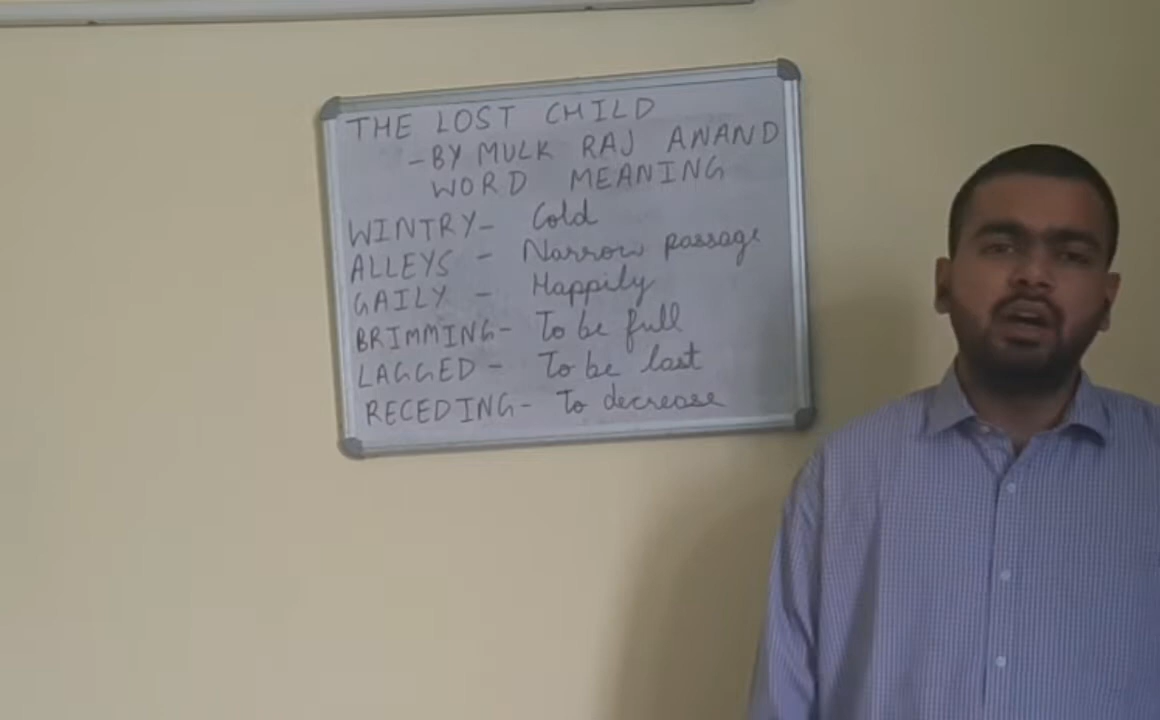 THE LOST CHILD
-BY MULK RAJ ANAND
WORD MEANING
WINTRY- Cold
ALLEYS - Narrow passage
GAILY - Happily
BRIMMING- To be full
LAGGED - To be last
RECEDING- To decrease